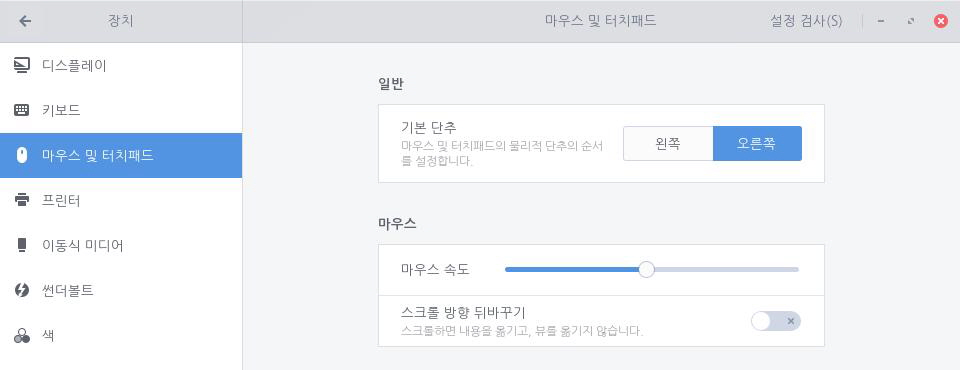 장치
마우스 및 터치패드
설정 검사(S)
디스플레이
키보드
마우스 및 터치패드
프린터
이동식 미디어
썬더볼트
색
일반
기본 단추
마우스 및 터치패드의 물리적 단추의 순서
를 설정합니다.
왼쪽
오른쪽
마우스
마우스 속도
스크롤 방향 뒤바꾸기
스크롤하면 내용을 옮기고, 뷰를 옮기지 않습니다.